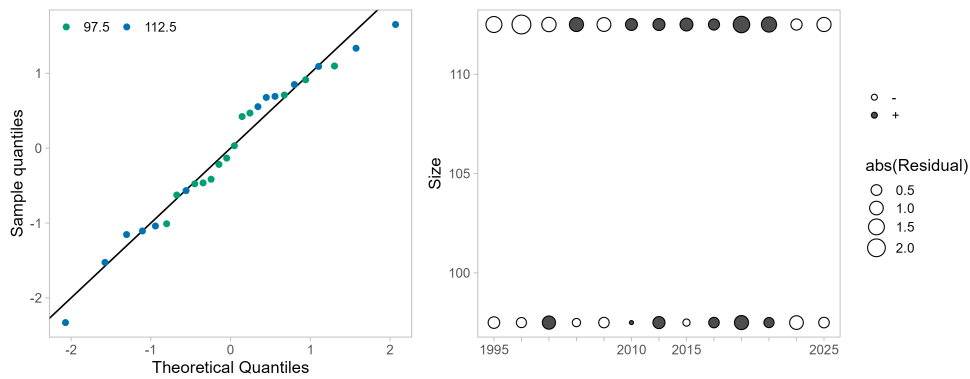 97.5 112.5
Sample quantiles
1
0
-1
-2
-2 -1 0 1 2
Theoretical Quantiles
Size
110
105
100
1995 2010 2015 2025
-
+
abs(Residual)
0.5
1.0
1.5
2.0